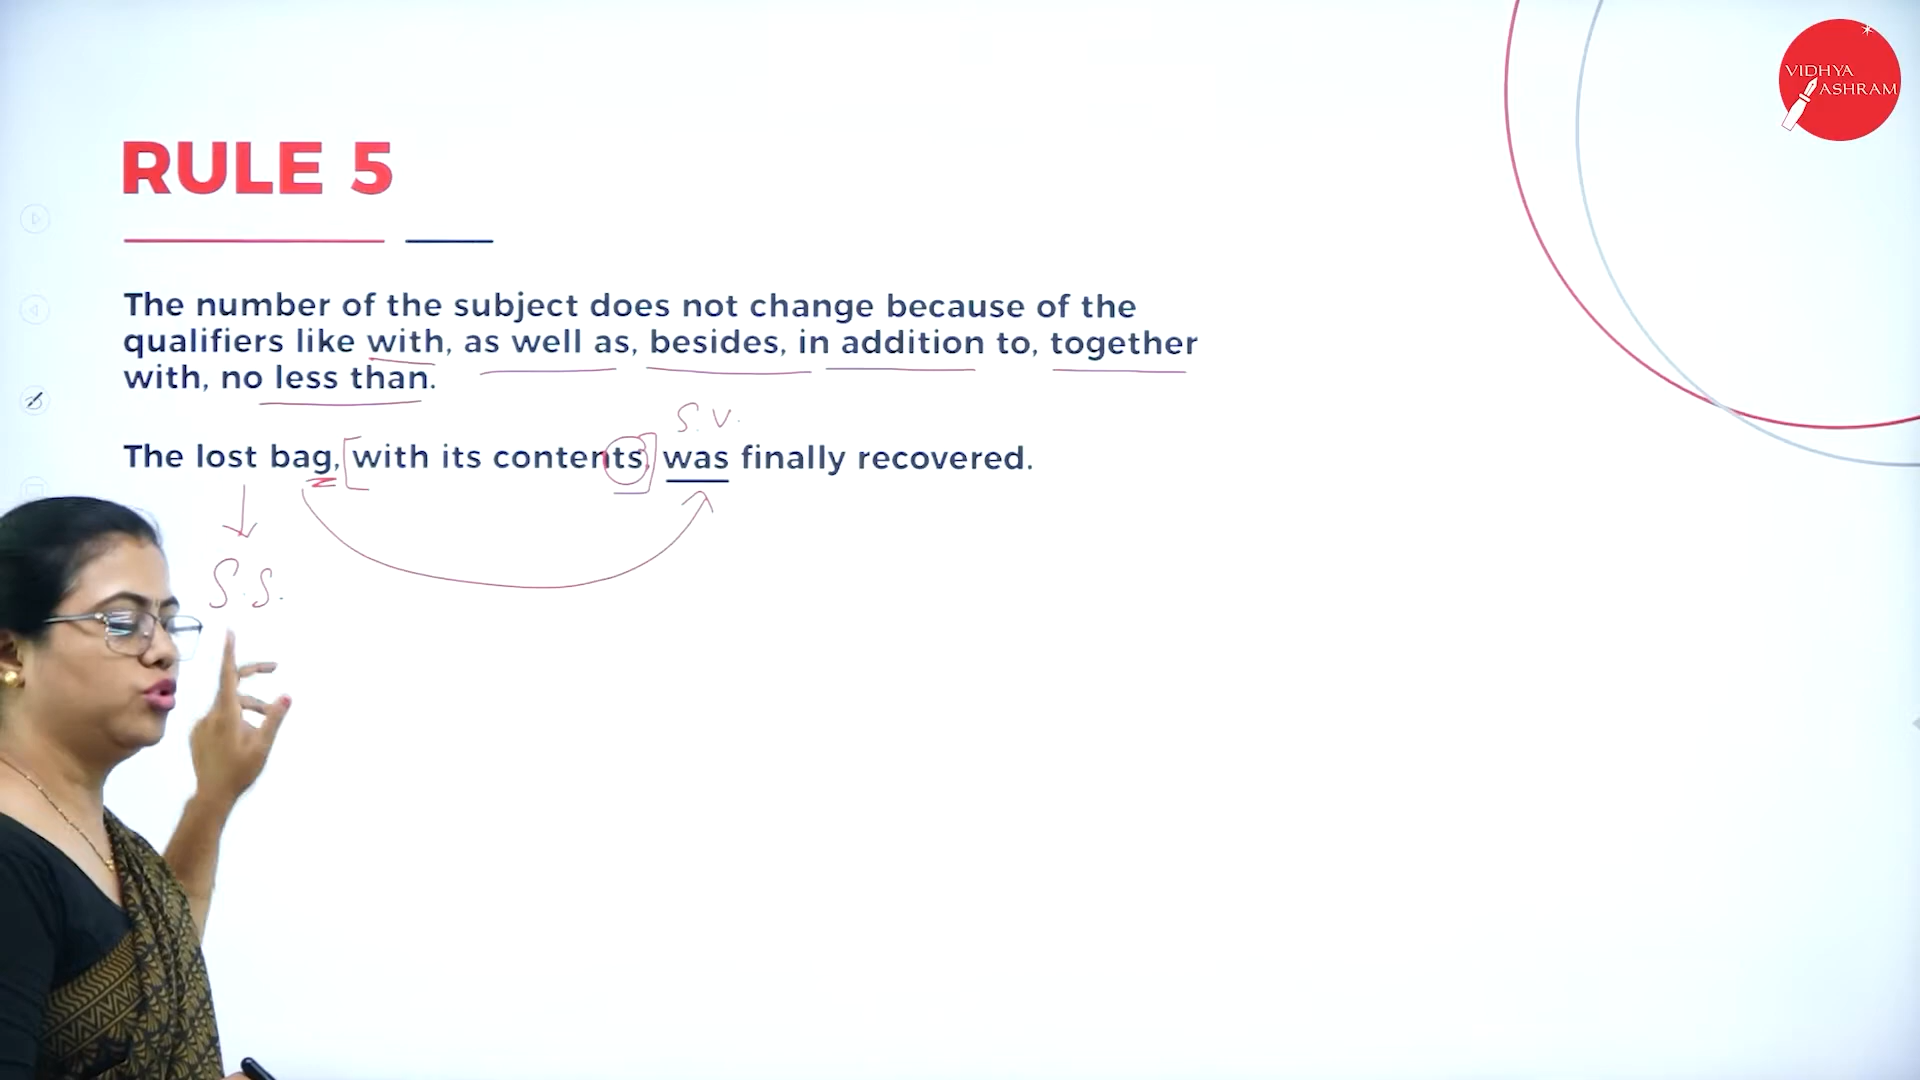 VIDHYA
ASHRAM
RULE 5
The number of the subject does not change because of the
qualifiers like with, as well as, besides, in addition to, together
with, no less than.
S.V.
The lost bag, with its contents, was finally recovered.
S.S.